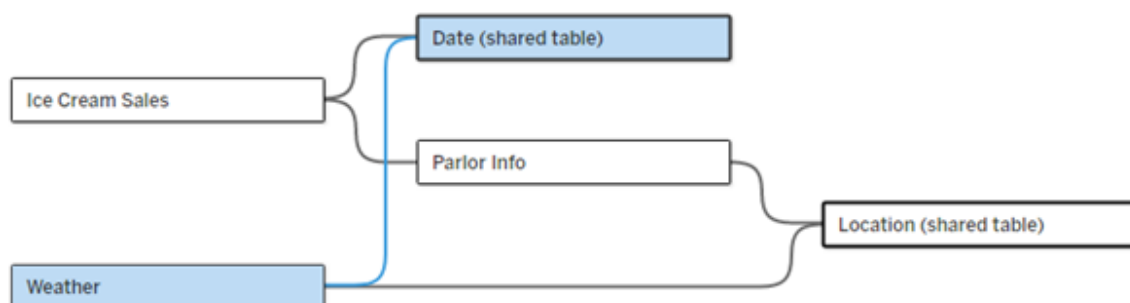 Date (shared table)
Ice Cream Sales
Parlor Info
Location (shared table)
Weather